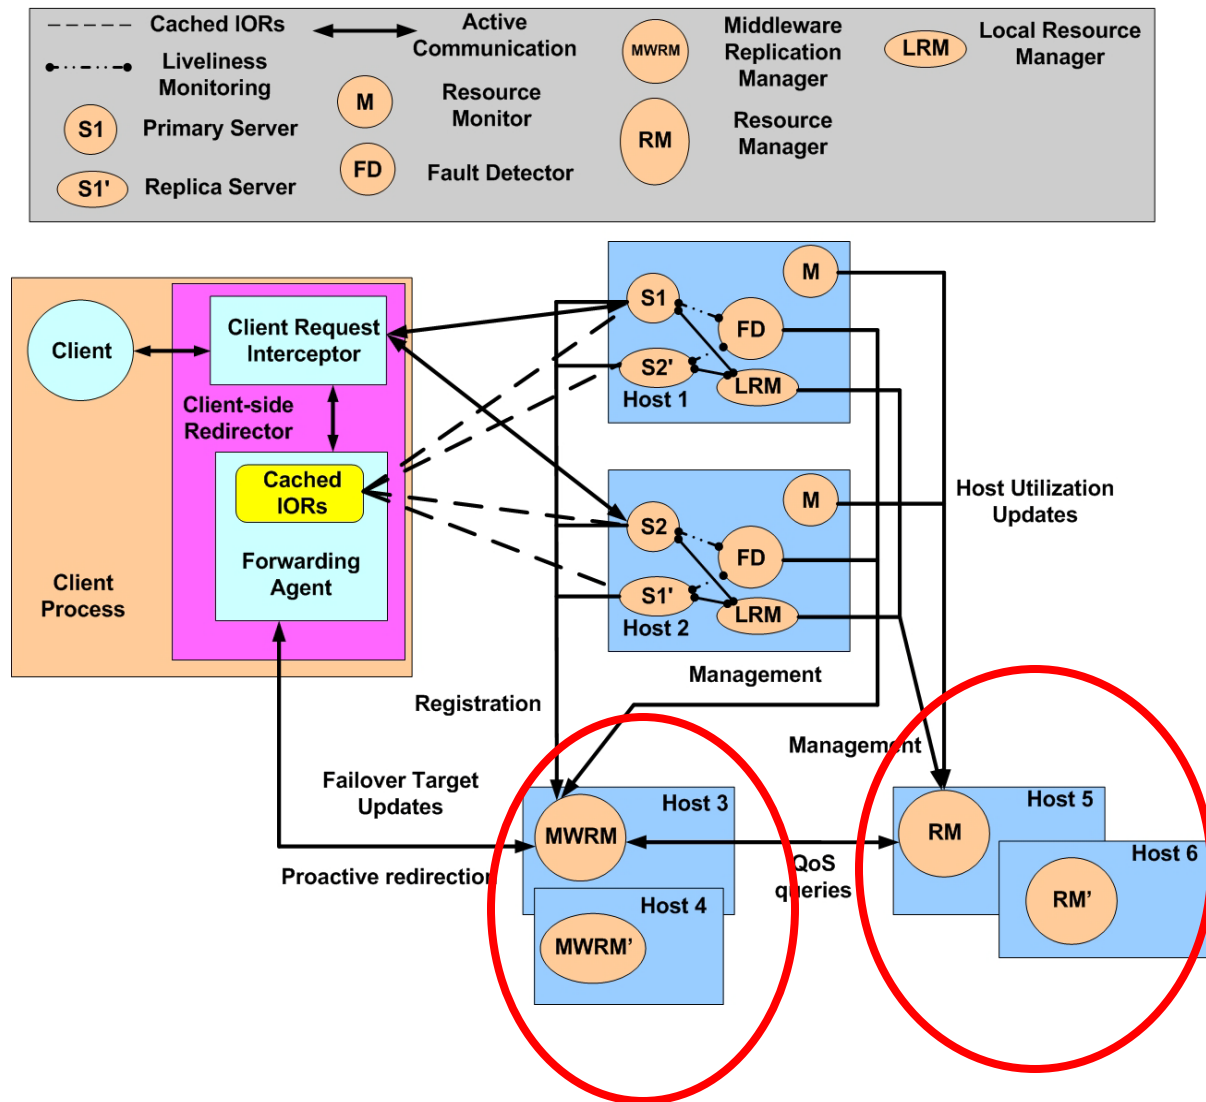 Cached IORs
Liveliness
Monitoring
S1
Primary Server
S1'
Replica Server
Active
Communication
M
Resource
Monitor
FD
Fault Detector
MWRM
Middleware
Replication
Manager
RM
Resource
Manager
LRM
Local Resource
Manager
Client
Client Request
Interceptor
Client-side
Redirector
Cached
IORs
Forwarding
Agent
Client
Process
S1
M
FD
S2'
LRM
Host 1
S2
M
FD
S1'
LRM
Host 2
Host Utilization
Updates
Management
Registration
Management
Failover Target
Updates
Proactive redirection
Host 3
MWRM
Host 4
MWRM’
QoS
queries
Host 5
RM
Host 6
RM’